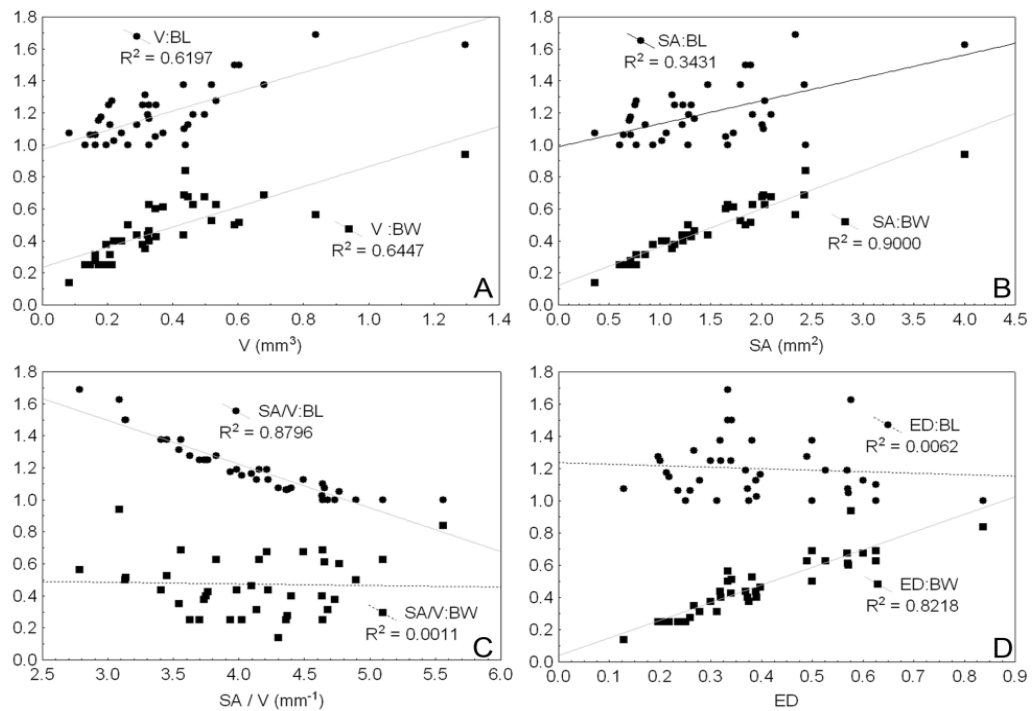 1.8
1.6
1.4
1.2
1.0
0.8
0.6
0.4
0.2
0.0
V:BL
R² = 0.6197
V :BW
R² = 0.6447
A
0.0 0.2 0.4 0.6 0.8 1.0 1.2 1.4
V (mm³)
1.8
1.6
1.4
1.2
1.0
0.8
0.6
0.4
0.2
0.0
SA:BL
R² = 0.3431
SA:BW
R² = 0.9000
B
0.0 0.5 1.0 1.5 2.0 2.5 3.0 3.5 4.0 4.5
SA (mm²)
1.8
1.6
1.4
1.2
1.0
0.8
0.6
0.4
0.2
0.0
SA/V:BL
R² = 0.8796
SA/V:BW
R² = 0.0011
C
2.5 3.0 3.5 4.0 4.5 5.0 5.5 6.0
SA / V (mm⁻¹)
1.8
1.6
1.4
1.2
1.0
0.8
0.6
0.4
0.2
0.0
ED:BL
R² = 0.0062
ED:BW
R² = 0.8218
D
0.0 0.1 0.2 0.3 0.4 0.5 0.6 0.7 0.8 0.9
ED